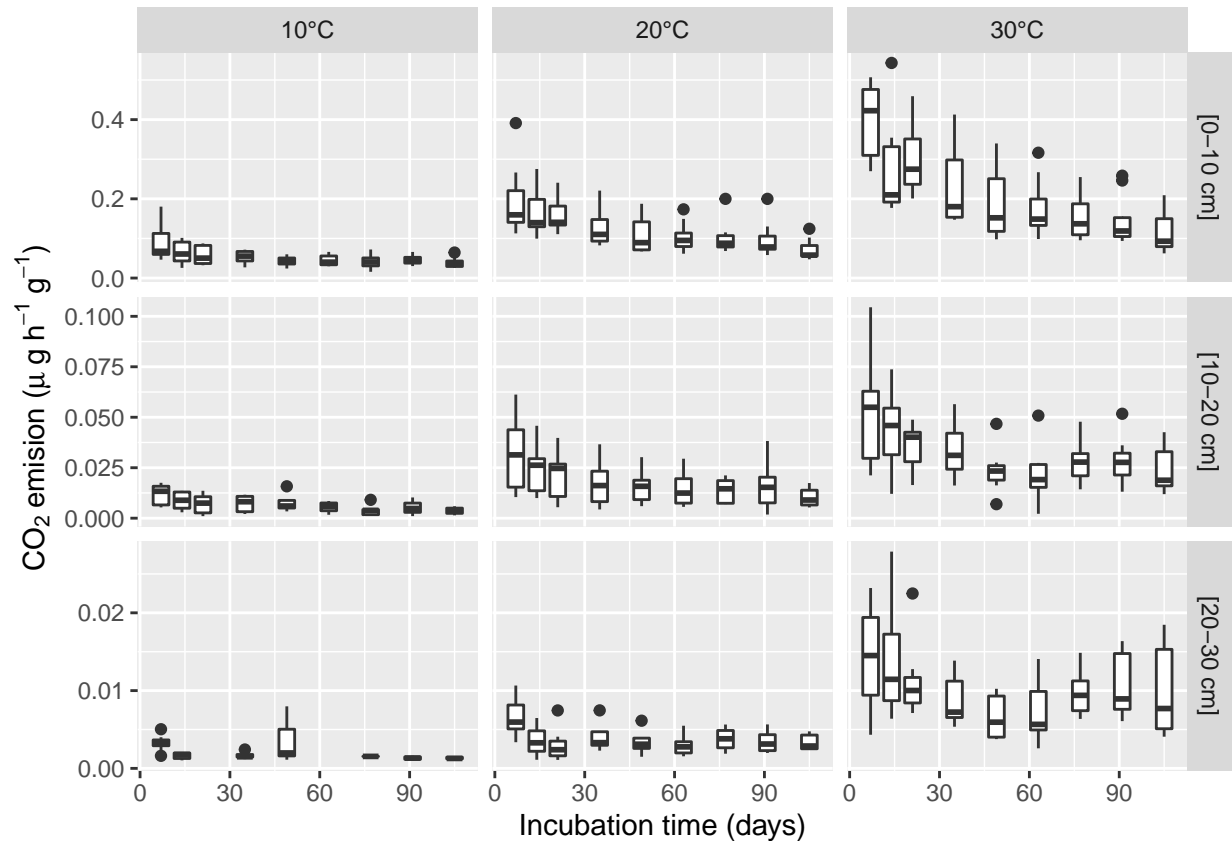 10°C 20°C 30°C
CO₂ emision (μ g h⁻¹ g⁻¹)
0.4
0.2
0.0
[0−10 cm]
0.100
0.075
0.050
0.025
0.000
[10−20 cm]
0.02
0.01
0.00
[20−30 cm]
0 30 60 90 0 30 60 90 0 30 60 90
Incubation time (days)